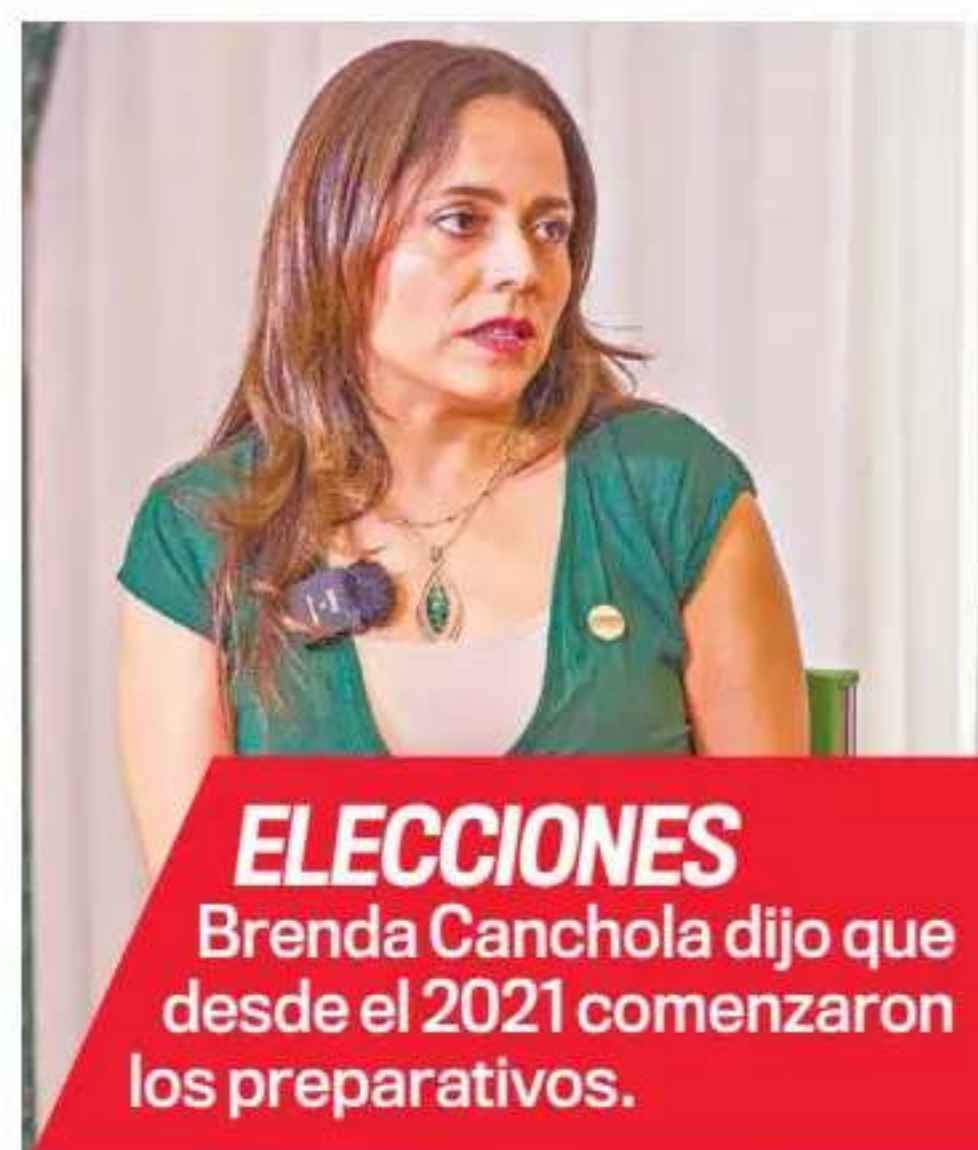 ELECCIONES
Brenda Canchola dijo que
desde el 2021 comenzaron
los preparativos.